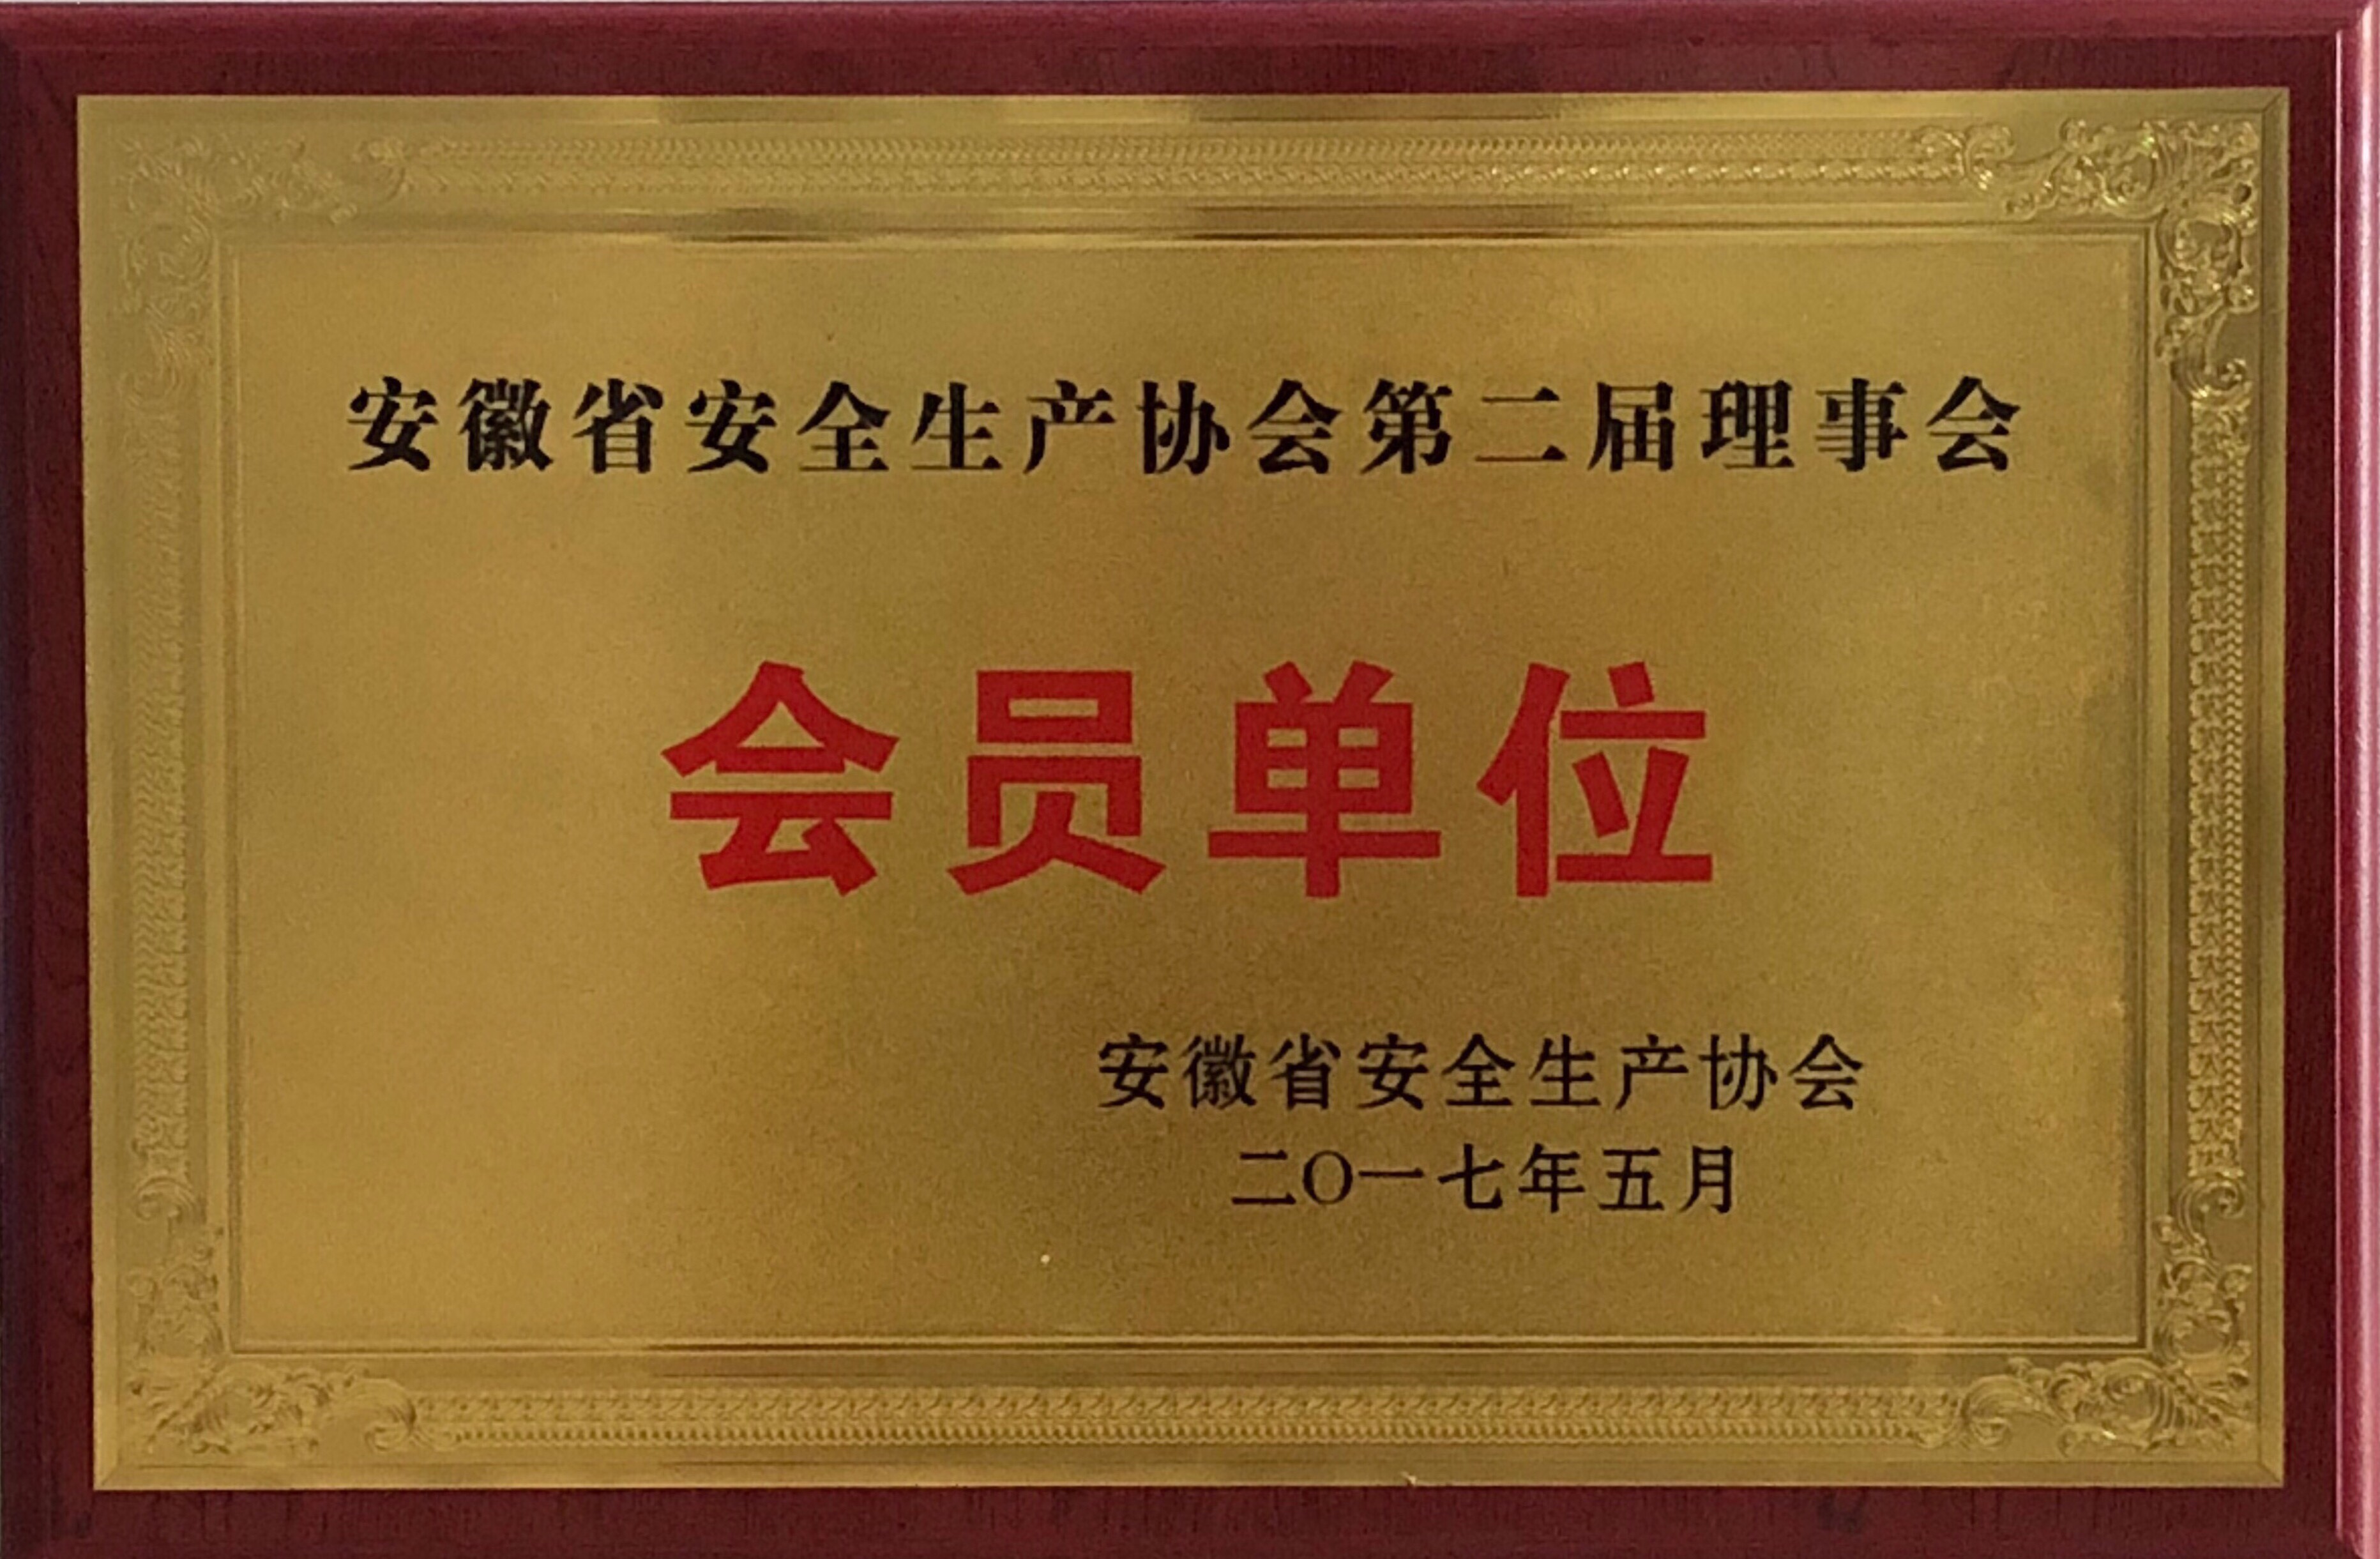 安徽省安全生产协会第二届理事会
会员单位
安徽省安全生产协会
二〇一七年五月